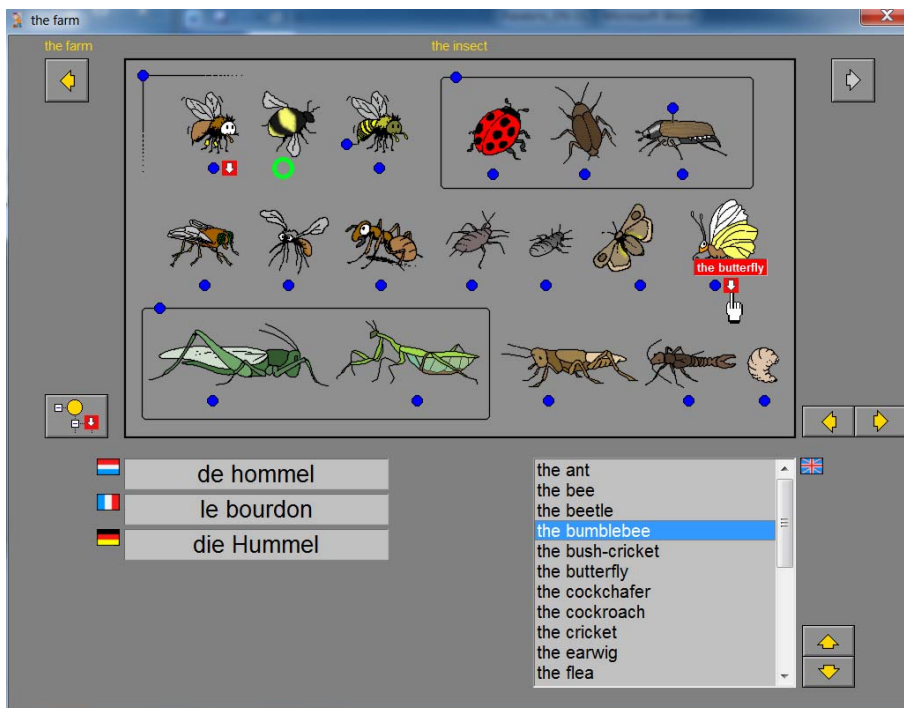 the farm
the farm
the insect
the butterfly
de hommel
le bourdon
die Hummel
the ant
the bee
the beetle
the bumblebee
the bush-cricket
the butterfly
the cockchafer
the cockroach
the cricket
the earwig
the flea